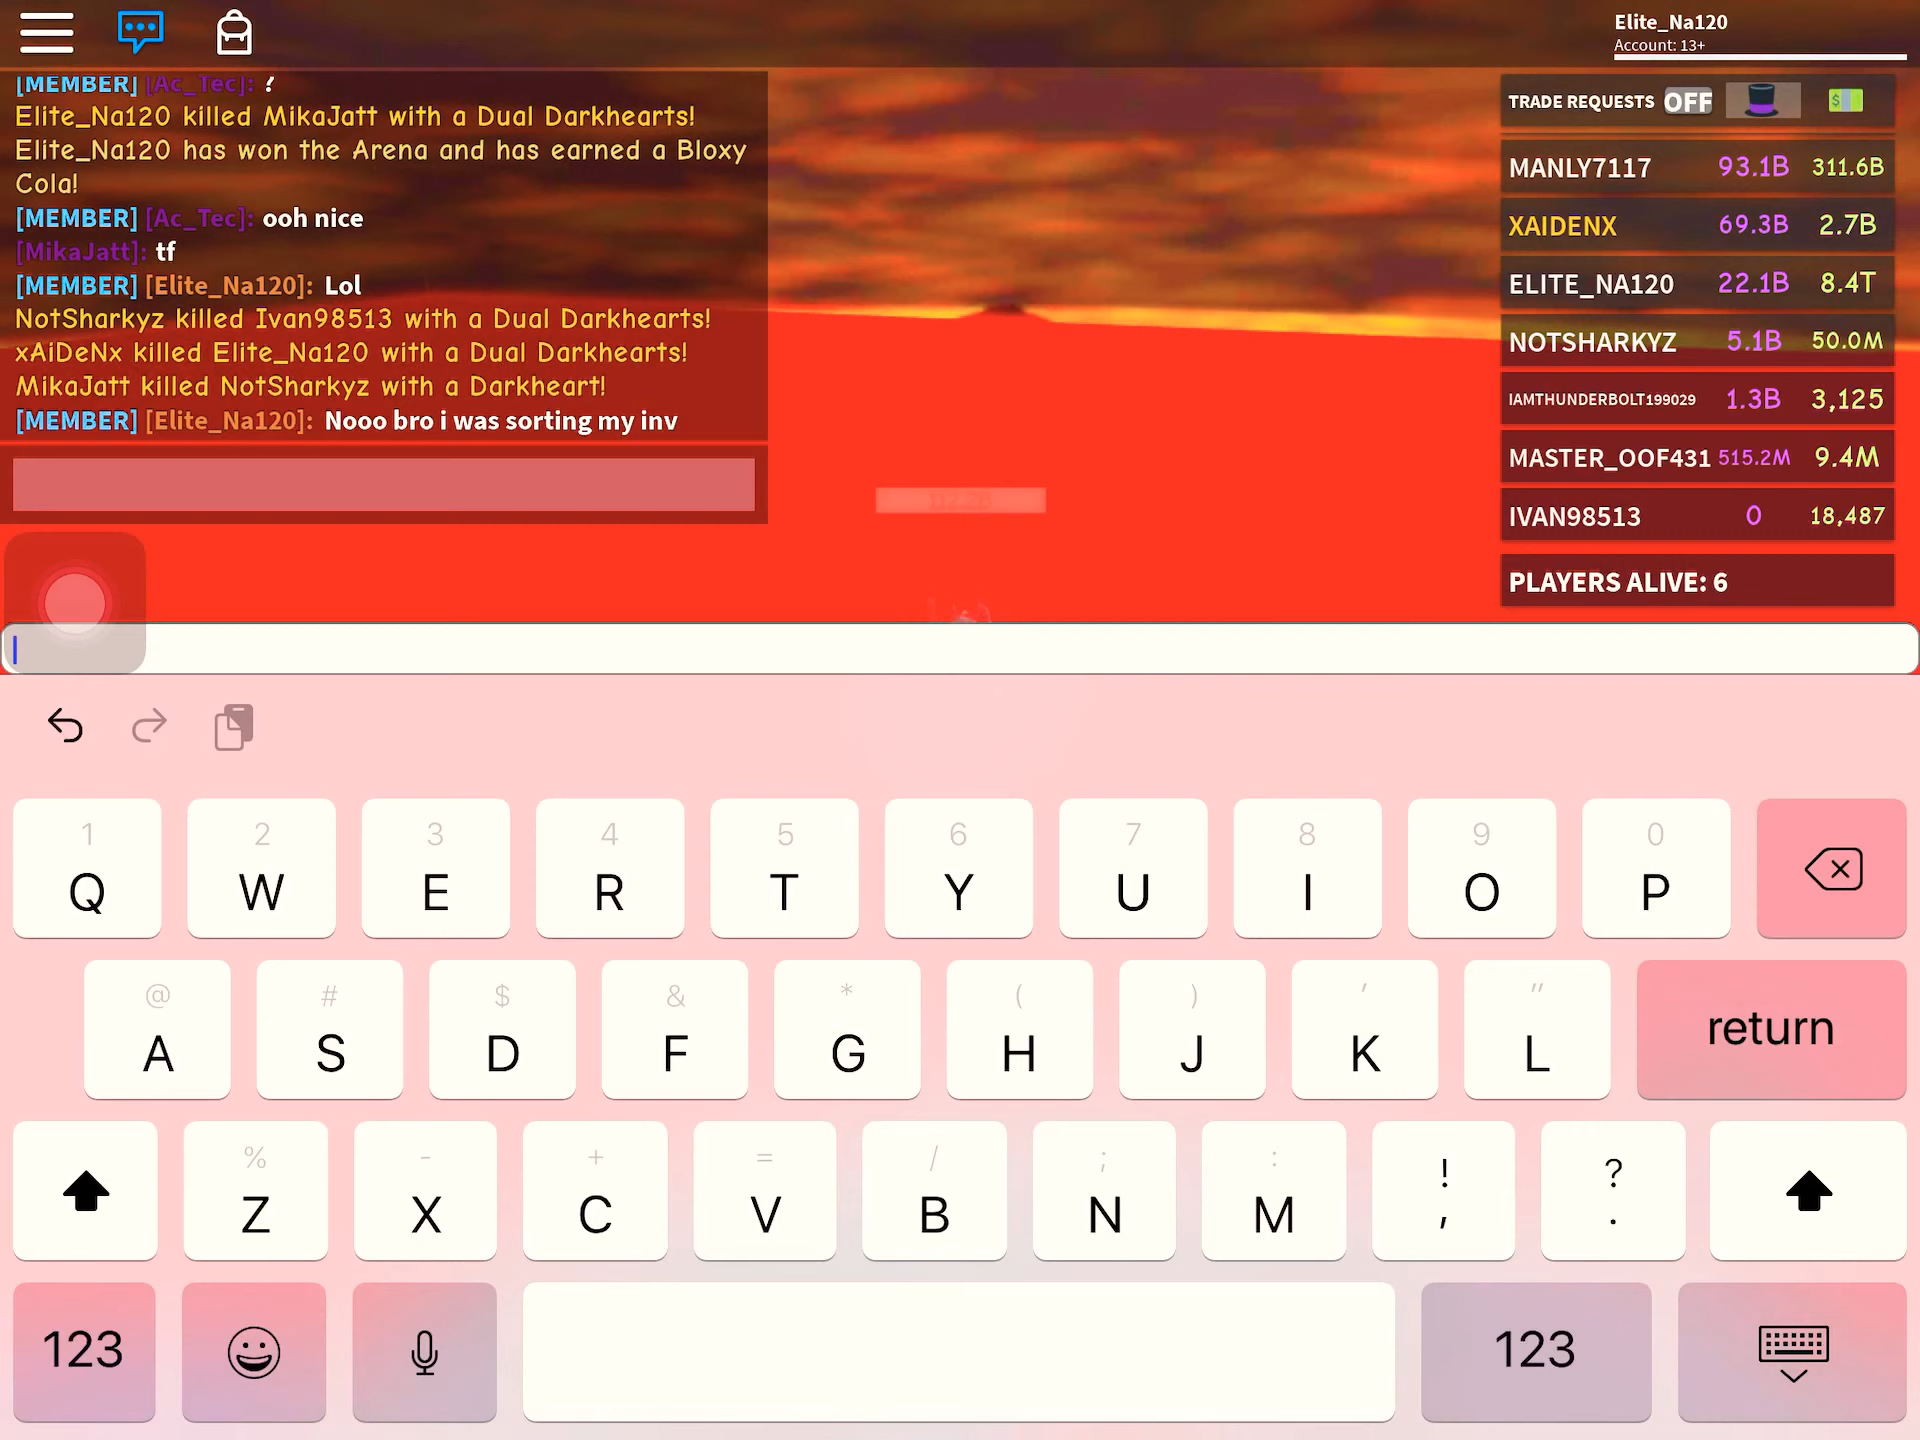 Elite_Na120
Account: 13+
[MEMBER] [Ac_Tec]: ?
Elite_Na120 killed MikaJatt with a Dual Darkhearts!
Elite_Na120 has won the Arena and has earned a Bloxy
Cola!
[MEMBER] [Ac_Tec]: ooh nice
[MikaJatt]: tf
[MEMBER] [Elite_Na120]: Lol
NotSharkyz killed Ivan98513 with a Dual Darkhearts!
xAiDeNx killed Elite_Na120 with a Dual Darkhearts!
MikaJatt killed NotSharkyz with a Darkheart!
[MEMBER] [Elite_Na120]: Nooo bro i was sorting my inv
TRADE REQUESTS OFF
MANLY7117 93.1B 311.6B
XAIDENX 69.3B 2.7B
ELITE_NA120 22.1B 8.4T
NOTSHARKYZ 5.1B 50.0M
IAMTHUNDERBOLT199029 1.3B 3,125
MASTER_OOF431 515.2M 9.4M
IVAN98513 0 18,487
PLAYERS ALIVE: 6
1 2 3 4 5 6 7 8 9 0
Q W E R T Y U I O P
@ # $ & * ( ) ' "
A S D F G H J K L return
% - + = / ; : ! ?
Z X C V B N M , .
123 123